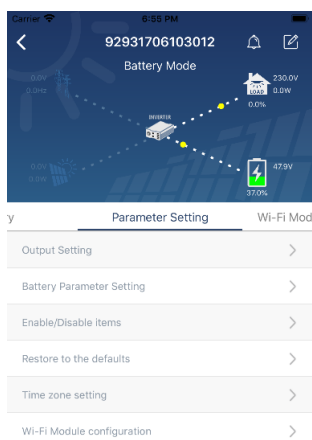 Carrier 6:55 PM
92931706103012
Battery Mode
0.0V
0.0Hz
230.0V
0.0W
LOAD
0.0%
INVERTER
0.0V
0.0W
47.9V
37.0%
ry Parameter Setting Wi-Fi Mod
Output Setting
Battery Parameter Setting
Enable/Disable items
Restore to the defaults
Time zone setting
Wi-Fi Module configuration